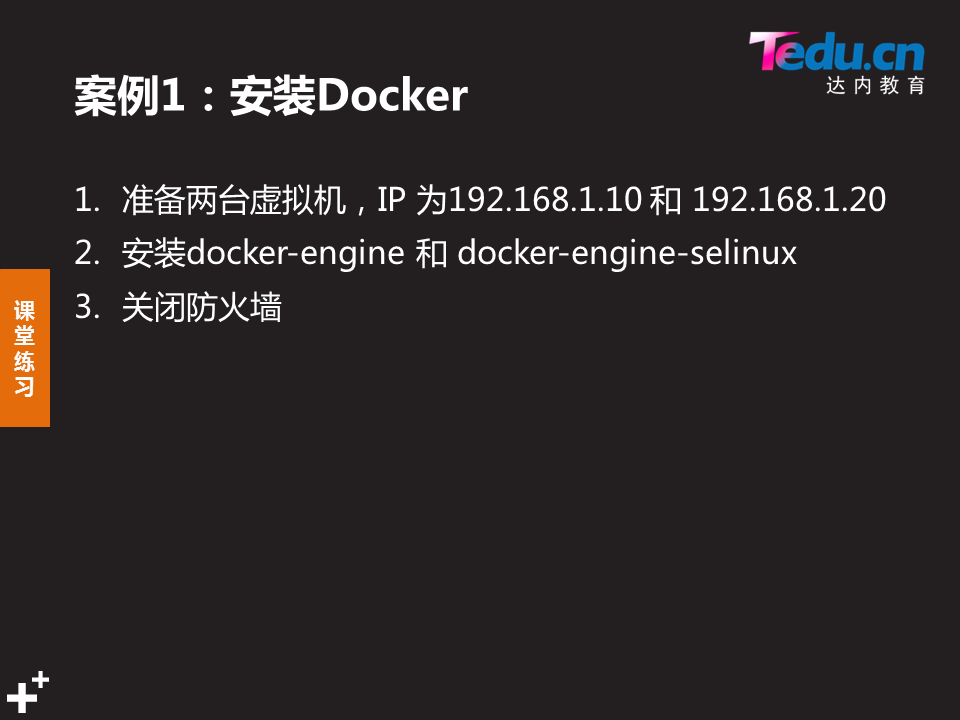 Tedu.cn
达内教育
案例1：安装Docker
1. 准备两台虚拟机，IP 为192.168.1.10 和 192.168.1.20
2. 安装docker-engine 和 docker-engine-selinux
3. 关闭防火墙
课
堂
练
习